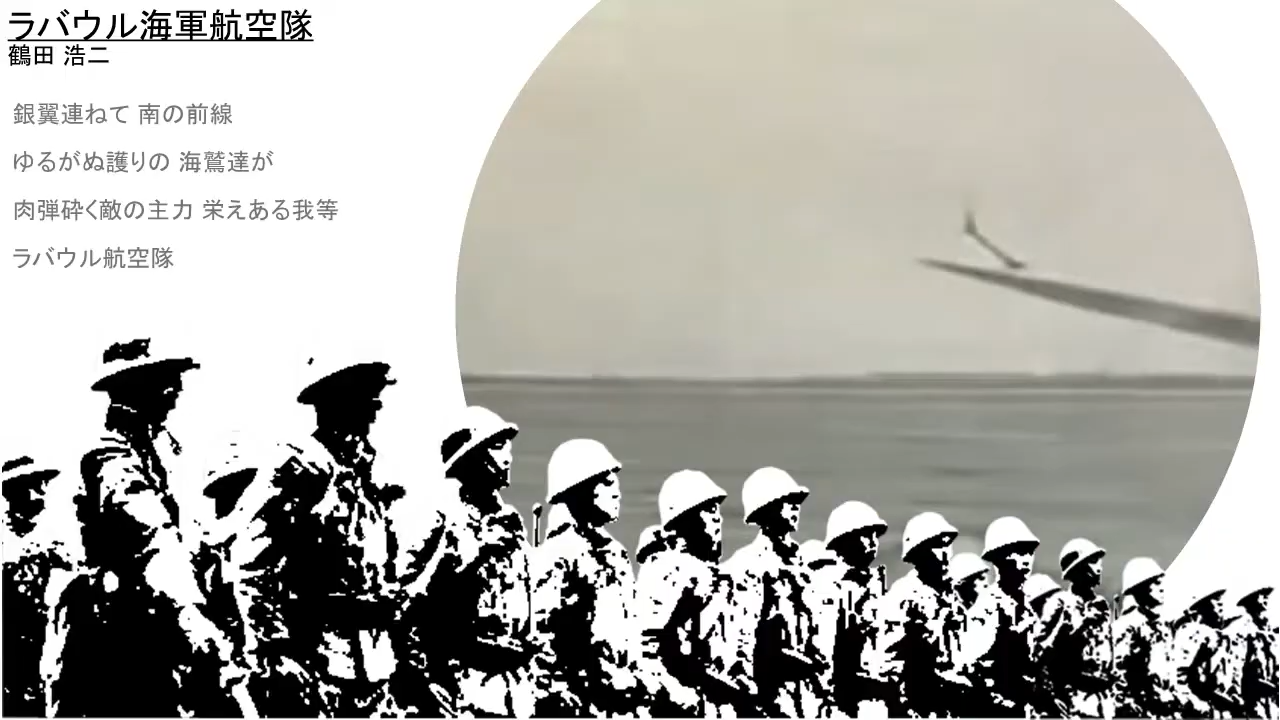 ラバウル海軍航空隊
鶴田 浩二
銀翼連ねて 南の前線
ゆるがぬ護りの 海鷲達が
肉弾砕く敵の主力 栄えある我等
ラバウル航空隊